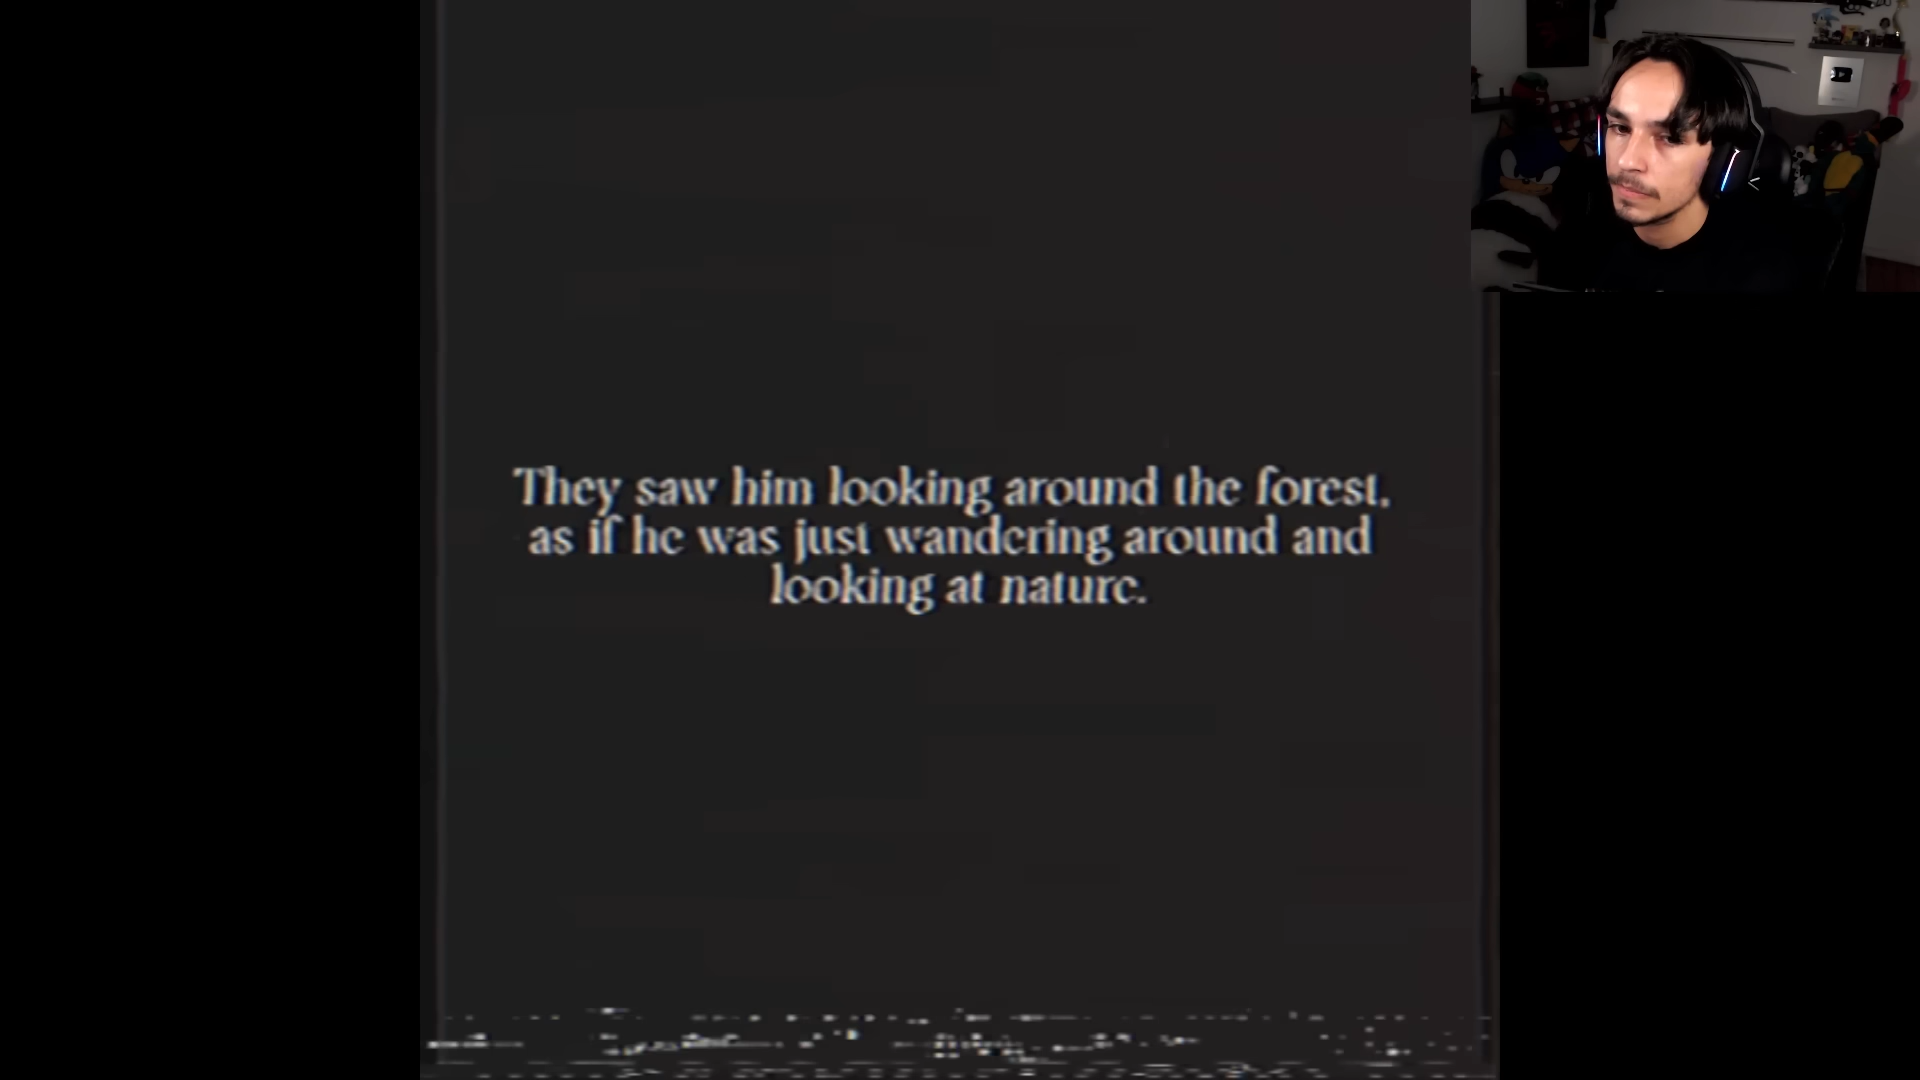 They saw him looking around the forest,
as if he was just wandering around and
looking at nature.